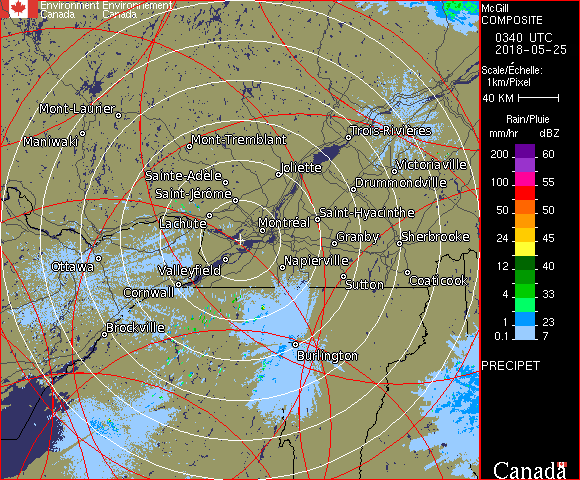 Environment Environnement
Canada Canada
McGill
COMPOSITE
0340 UTC
2018-05-25
Scale/Échelle:
1km/Pixel
40 KM
Rain/Pluie
mm/hr dBZ
200 60
100 55
50 50
24 45
12 40
4 33
1 23
0.1 7
PRECIPET
Canada
Mont-Laurier
Maniwaki
Mont-Tremblant
Trois-Rivières
Joliette
Victoriaville
Sainte-Adèle
Drummondville
Saint-Jérôme
Saint-Hyacinthe
Lachute
Montréal
Granby
Sherbrooke
Ottawa
Valleyfield
Napierville
Cornwall
Sutton
Coaticook
Brockville
Burlington